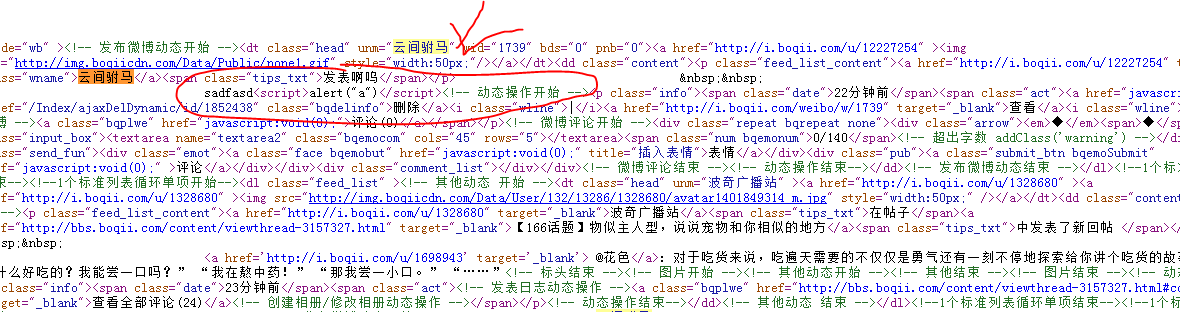 de="wb" ><!-- 发布微博动态开始 --><dt class="head" unm="云间驸马" uid="1739" bds="0" pnb="0"><a href="http://i.boqii.com/u/12227254" ><img
http://img.boqiicdn.com/Data/Public/none1.gif" style="width:50px;"/></a></dt><dd class="content"><p class="feed_list_content"><a href="http://i.boqii.com/u/12227254" t
="wname">云间驸马</a><span class="tips_txt">发表啊吗</span></p> &nbsp;&nbsp;
sadfasd<script>alert("a")</script><!-- 动态操作开始 --><p class="info"><span class="date">22分钟前</span><span class="act"><a href="javasc
ef="/Index/ajaxDelDynamic/id/1852438" class="bqdelinfo">删除</a><i class="wline">|</i><a href="http://i.boqii.com/weibo/w/1739" target="_blank">查看</a><i class="wline">
博 --><a class="bqplwe" href="javascript:void(0);">评论(0)</a></span></p><!-- 微博评论开始 --><div class="repeat bqrepeat none"><div class="arrow"><em>◆</em><span>◆</sp
="input_box"><textarea name="textarea2" class="bqemocom" cols="45" rows="5"></textarea><span class="num bqemonum">0/140</span><!-- 超出字数 addClass('warning') --></di
="send_fun"><div class="emot"><a class="face bqemobut" href="javascript:void(0);" title="插入表情">表情</a></div><div class="pub"><a class="submit_btn bqemoSubmit"
ef="javascript:void(0);" >评论</a></div></div><div class="comment_list"></div></div><!-- 微博评论结束 --><!-- 动态操作结束--></dd><!-- 发布微博动态结束 --></dl><!--1个标
束--><!--1个标准列表循环单项开始--><dl class="feed_list" ><!-- 其他动态 开始 --><dt class="head" unm="波奇广播站" ><a href="http://i.boqii.com/u/1328680" ><a
ef="http://i.boqii.com/u/1328680" ><img src="http://img.boqiicdn.com/Data/User/132/13286/1328680/avatar1401849314_m.jpg" style="width:50px;" /></a></dt><dd class="conten
--><p class="feed_list_content"><a href="http://i.boqii.com/u/1328680" target="_blank">波奇广播站</a><span class="tips_txt">在帖子</span><a
ef="http://bbs.boqii.com/content/viewthread-3157327.html" target="_blank">【166话题】物似主人型，说说宠物和你相似的地方</a><span class="tips_txt">中发表了新回帖 </span></p>
sp;&nbsp;
<a href='http://i.boqii.com/u/1698943' target='_blank'> @花色</a>: 对于吃货来说，吃遍天需要的不仅仅是勇气还有一刻不停地探索给你讲个吃货的故事
什么好吃的？我能尝一口吗？” “我在熬中药！” “那我尝一小口。” “……”<!-- 标头结束 --><!-- 图片开始 --><!-- 其他动态开始 --><!-- 其他结束 --><!-- 图片结束 --><!-- 动态
class="info"><span class="date">23分钟前</span><span class="act"><!-- 发表日志动态操作 --><a class="bqplwe" href="http://bbs.boqii.com/content/viewthread-3157327.html#co
get="_blank">查看全部评论(24)</a><!-- 创建相册/修改相册动态操作 --></span></p><!-- 动态操作结束--></dd><!-- 其他动态 结束 --></dl><!--1个标准列表循环单项结束--><!--1个